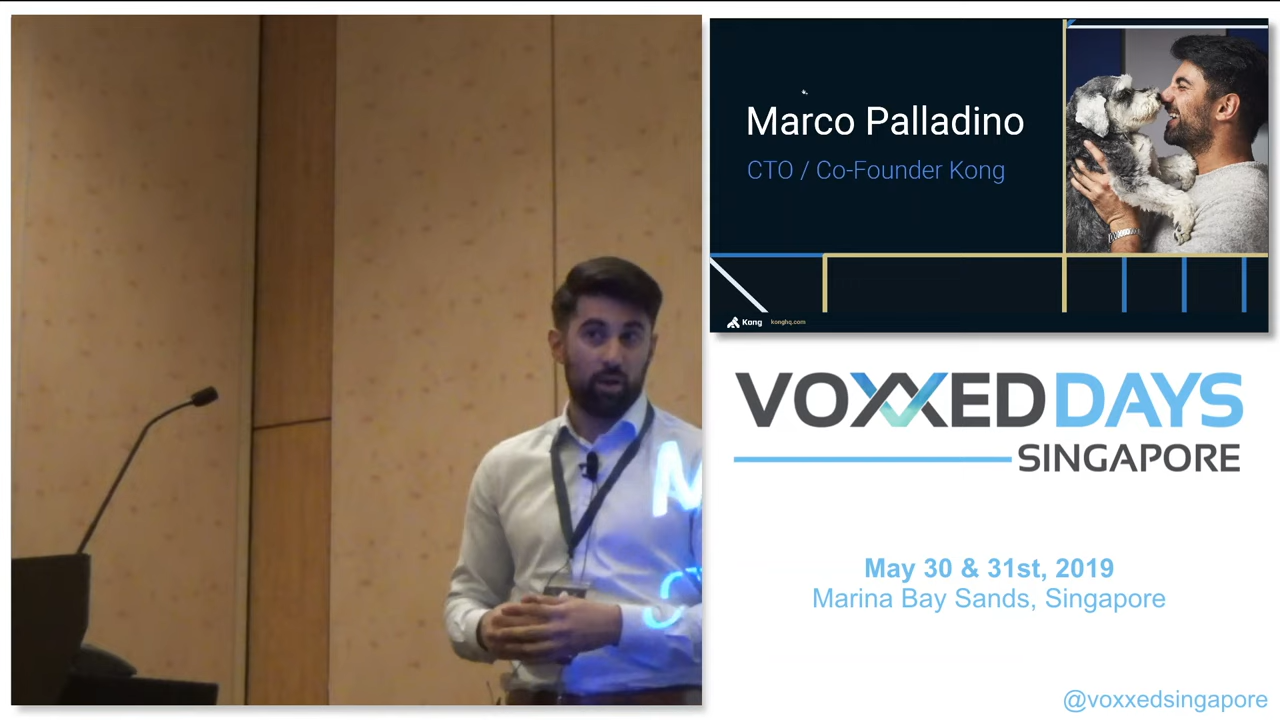 Marco Palladino
CTO / Co-Founder Kong
Kong konghq.com
M
C
VOXXED DAYS
SINGAPORE
May 30 & 31st, 2019
Marina Bay Sands, Singapore
@voxxedsingapore